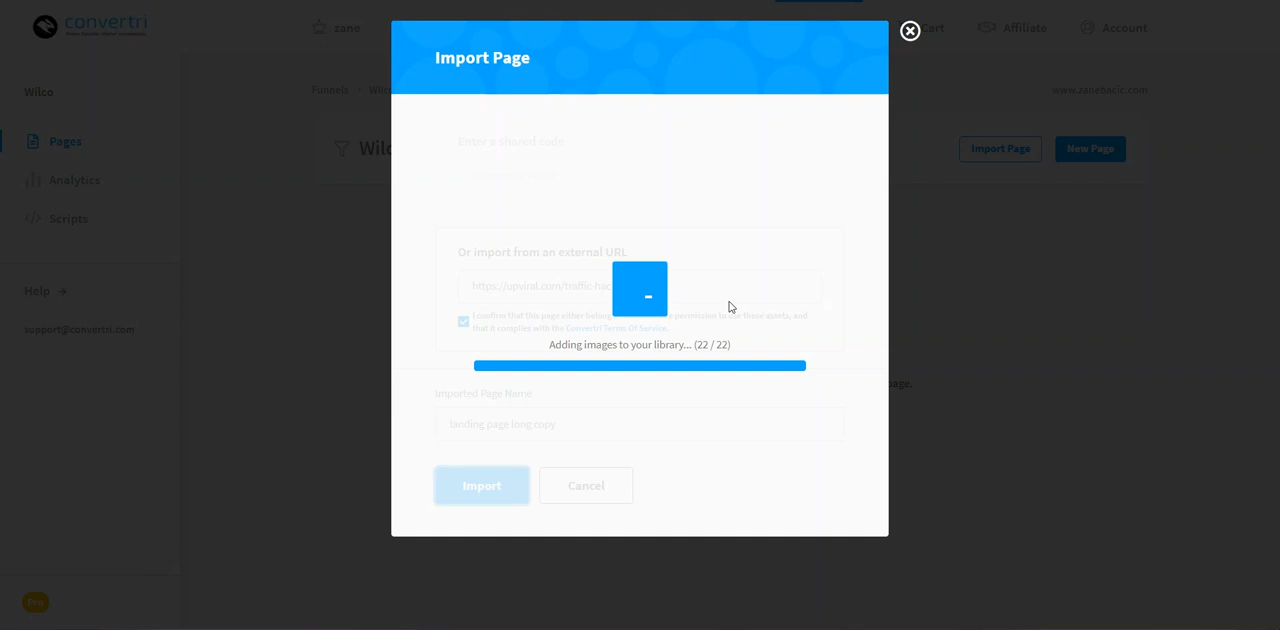 convertri
zane
Cart
Affiliate
Account
Import Page
Wilco
Funnels
www.zanebacic.com
Pages
Import Page
New Page
Enter a shared code
Analytics
Scripts
Or import from an external URL
https://upviral.com/traffic-hac
I confirm that this page either belong permission to use these assets, and
that it complies with the Convertri Terms Of Service.
-
Adding images to your library... (22 / 22)
Help →
support@convertri.com
page.
Imported Page Name
landing page long copy
Import
Cancel
Pro